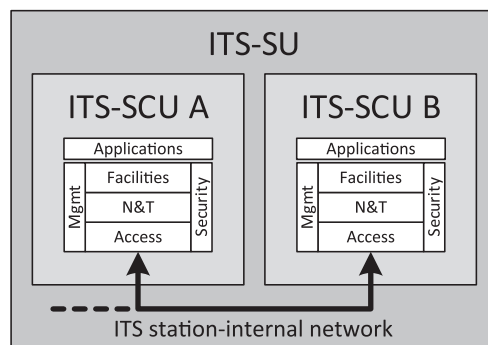 ITS-SU
ITS-SCU A
Applications
Mgmt
Facilities
N&T
Access
Security
ITS-SCU B
Applications
Mgmt
Facilities
N&T
Access
Security
ITS station-internal network